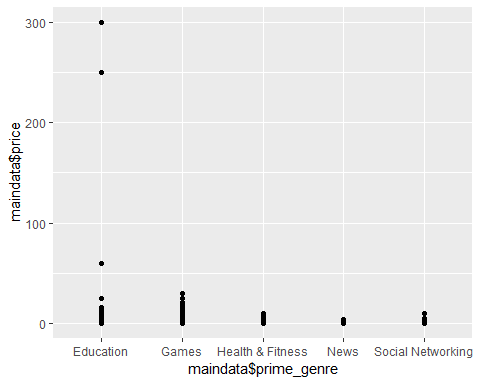 300
200
100
0
maindata$price
Education
Games
Health & Fitness
News
Social Networking
maindata$prime_genre